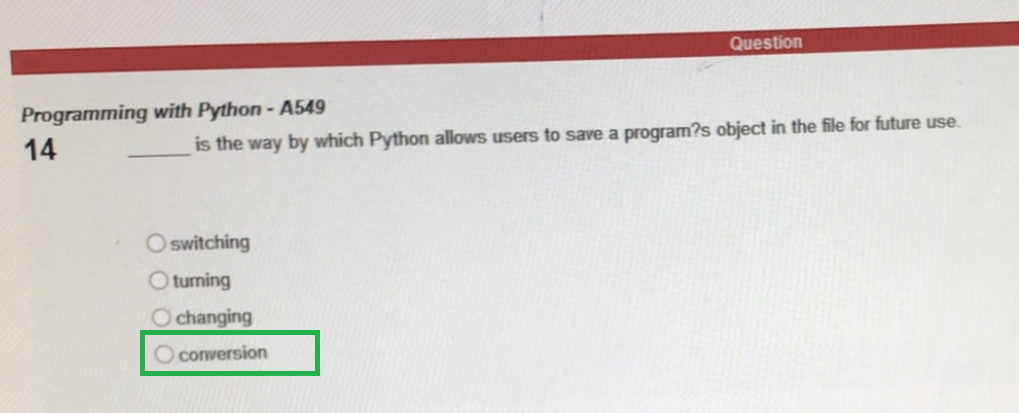 Question
Programming with Python - A549
14 ______ is the way by which Python allows users to save a program?s object in the file for future use.
switching
turning
changing
conversion